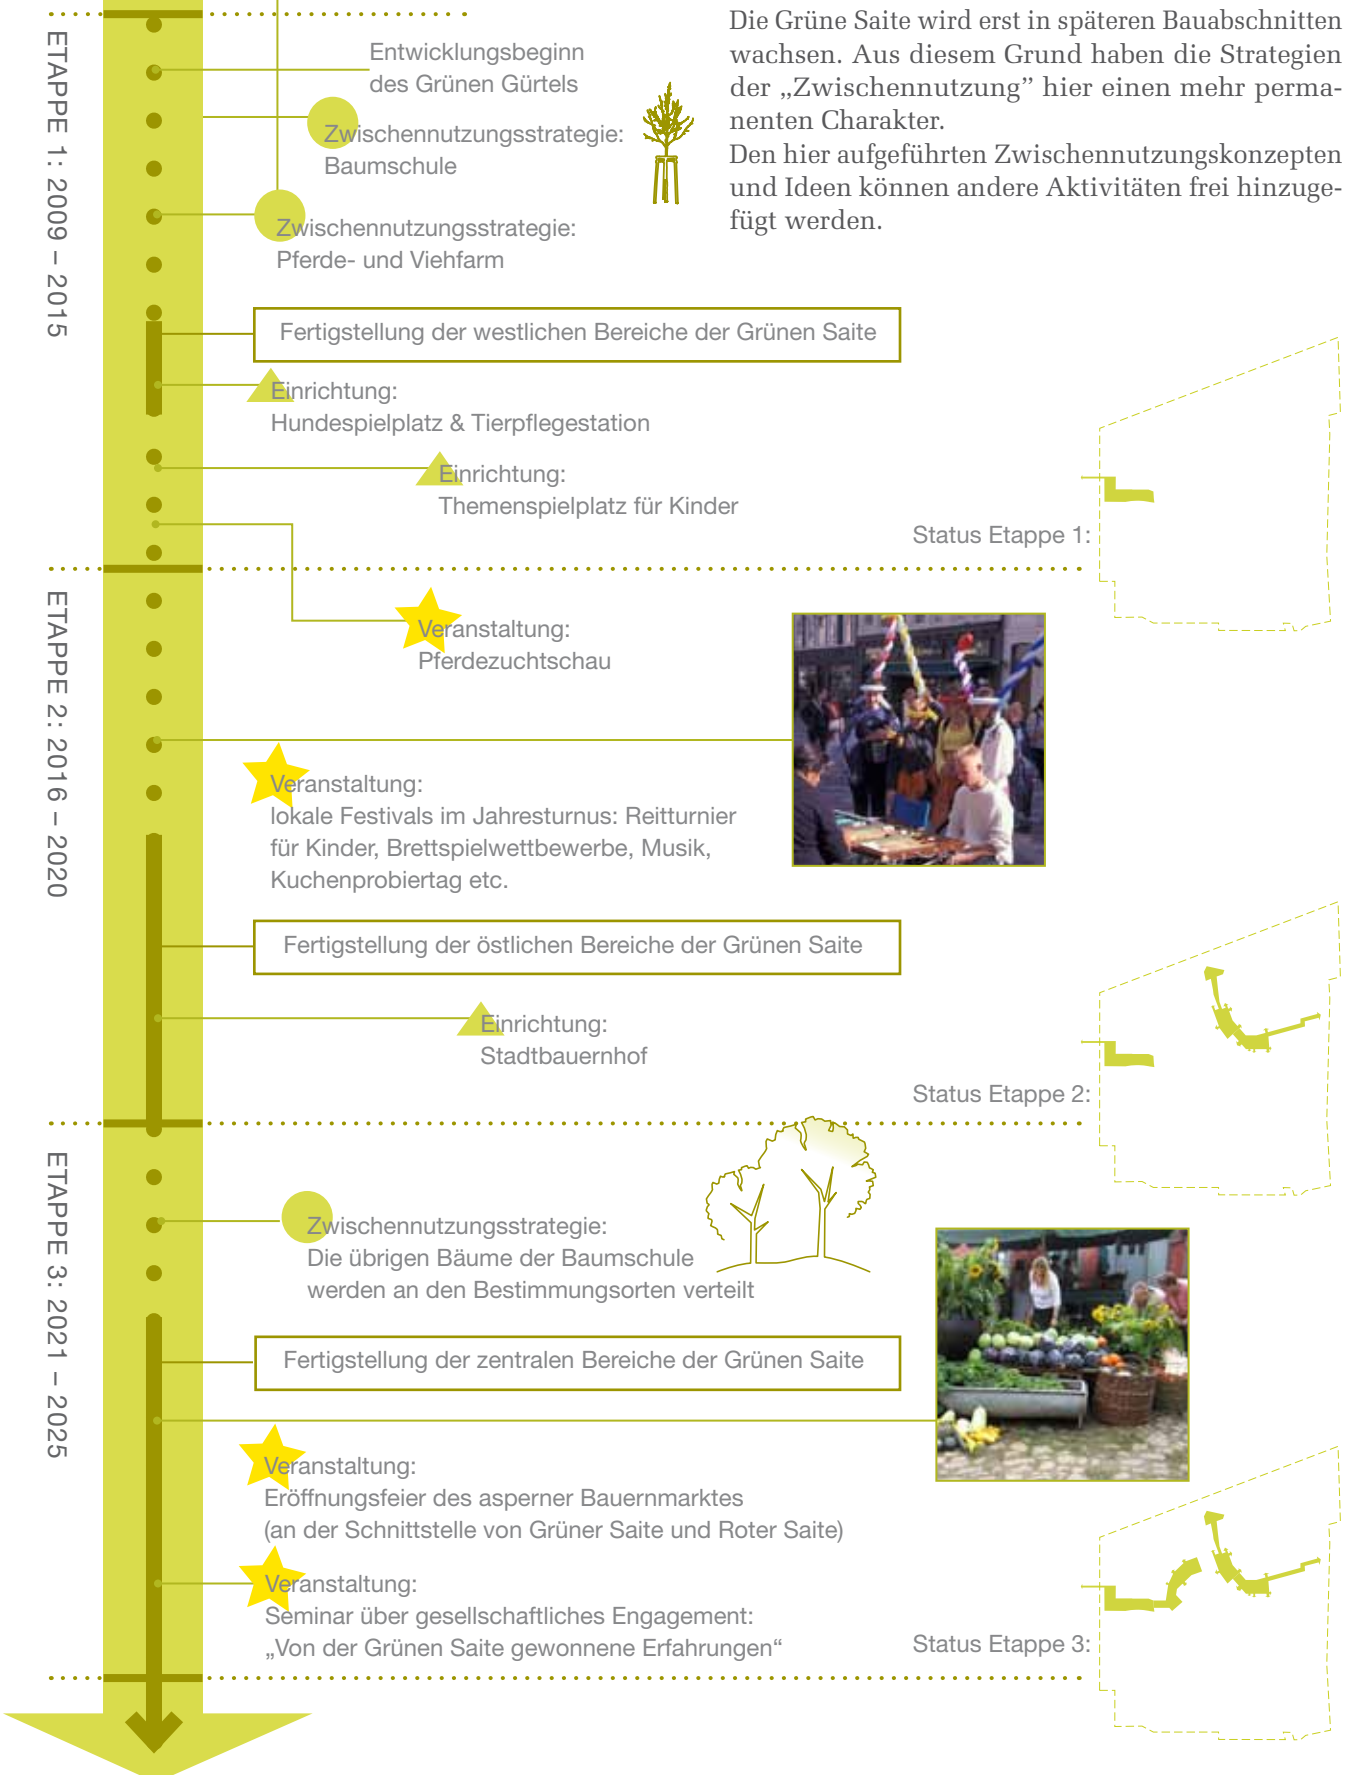 Die Grüne Saite wird erst in späteren Bauabschnitten
wachsen. Aus diesem Grund haben die Strategien
der „Zwischennutzung” hier einen mehr perma-
nenten Charakter.
Den hier aufgeführten Zwischennutzungskonzepten
und Ideen können andere Aktivitäten frei hinzuge-
fügt werden.
ETAPPE 1: 2009 – 2015
Entwicklungsbeginn
des Grünen Gürtels
Zwischennutzungsstrategie:
Baumschule
Zwischennutzungsstrategie:
Pferde- und Viehfarm
Fertigstellung der westlichen Bereiche der Grünen Saite
Einrichtung:
Hundespielplatz & Tierpflegestation
Einrichtung:
Themenspielplatz für Kinder
Status Etappe 1:
ETAPPE 2: 2016 – 2020
Veranstaltung:
Pferdezuchtschau
Veranstaltung:
lokale Festivals im Jahresturnus: Reitturnier
für Kinder, Brettspielwettbewerbe, Musik,
Kuchenprobiertag etc.
Fertigstellung der östlichen Bereiche der Grünen Saite
Einrichtung:
Stadtbauernhof
Status Etappe 2:
ETAPPE 3: 2021 – 2025
Zwischennutzungsstrategie:
Die übrigen Bäume der Baumschule
werden an den Bestimmungsorten verteilt
Fertigstellung der zentralen Bereiche der Grünen Saite
Veranstaltung:
Eröffnungsfeier des asperner Bauernmarktes
(an der Schnittstelle von Grüner Saite und Roter Saite)
Veranstaltung:
Seminar über gesellschaftliches Engagement:
„Von der Grünen Saite gewonnene Erfahrungen“
Status Etappe 3: